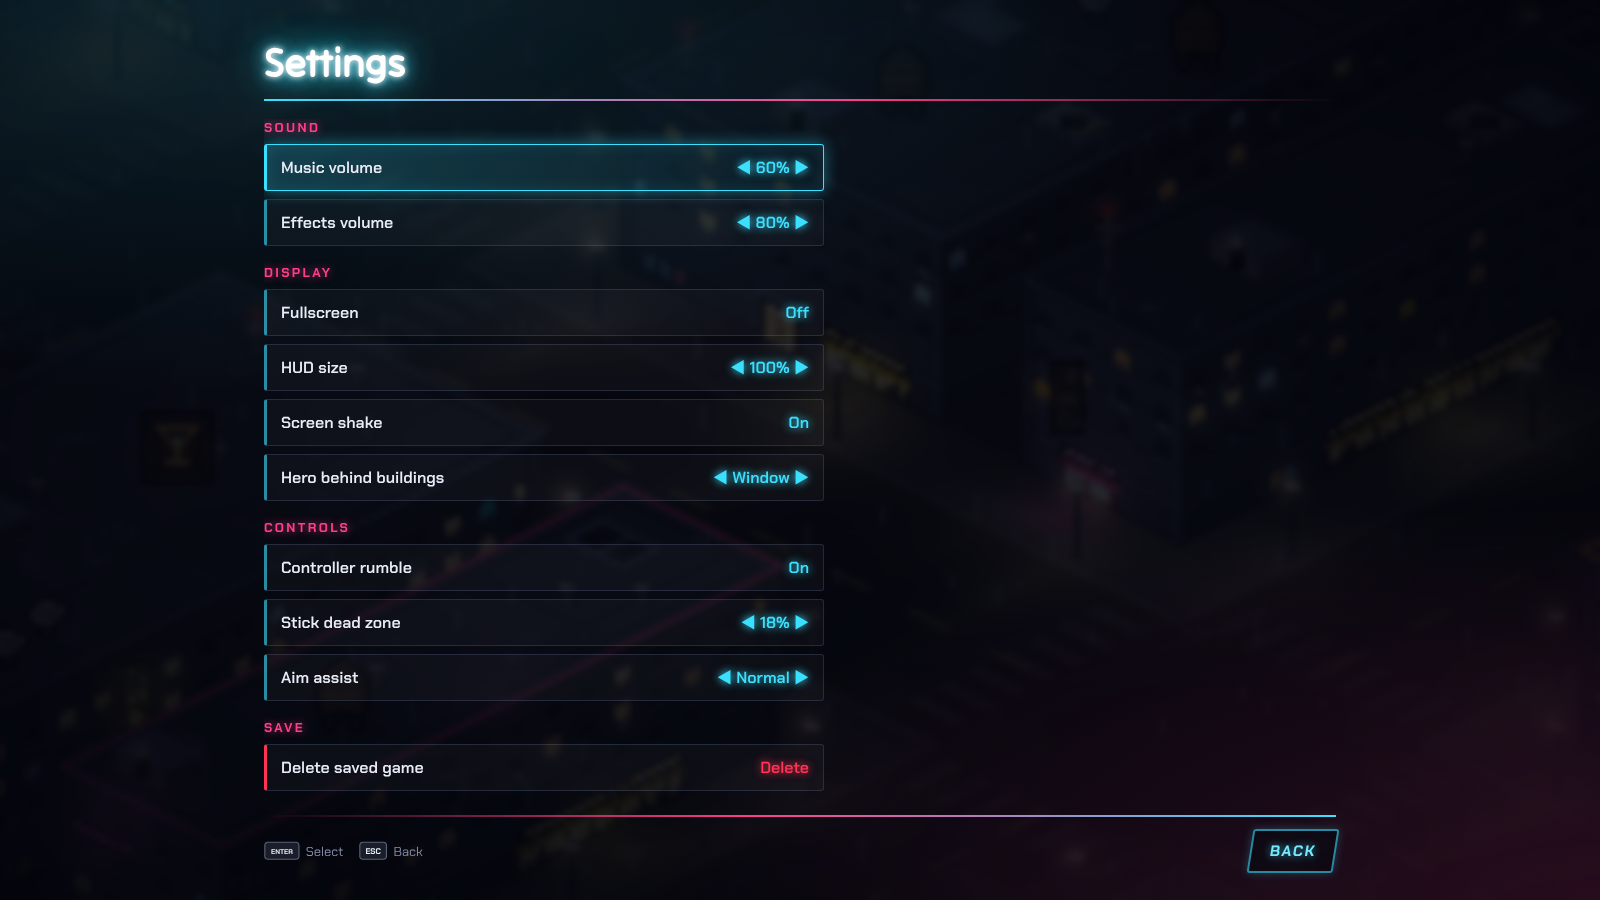 Settings
SOUND
Music volume ◀ 60% ▶
Effects volume ◀ 80% ▶
DISPLAY
Fullscreen Off
HUD size ◀ 100% ▶
Screen shake On
Hero behind buildings ◀ Window ▶
CONTROLS
Controller rumble On
Stick dead zone ◀ 18% ▶
Aim assist ◀ Normal ▶
SAVE
Delete saved game Delete
ENTER Select ESC Back BACK